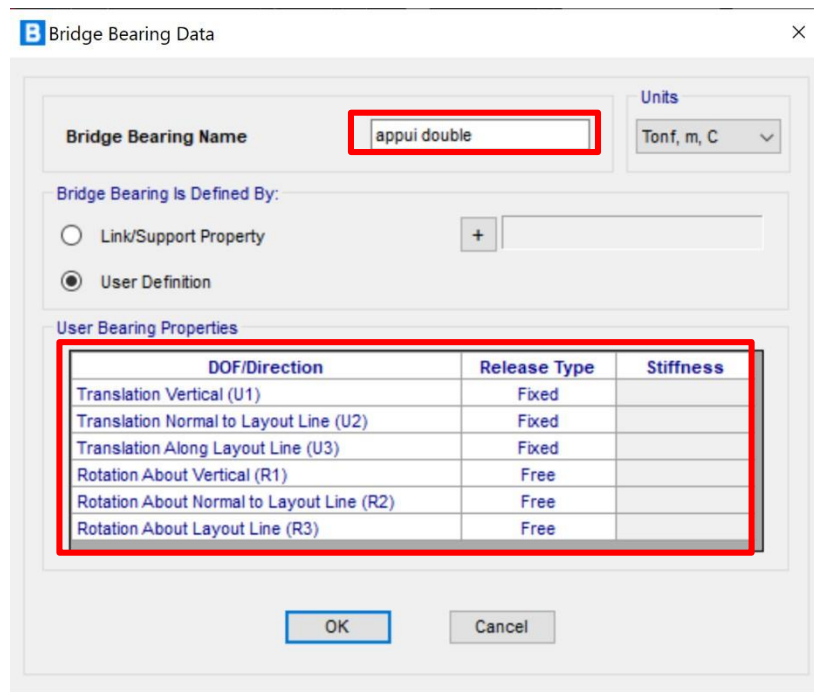 B Bridge Bearing Data
Bridge Bearing Name appui double
Units
Tonf, m, C
Bridge Bearing Is Defined By:
Link/Support Property +
User Definition
User Bearing Properties
DOF/Direction Release Type Stiffness
Translation Vertical (U1) Fixed
Translation Normal to Layout Line (U2) Fixed
Translation Along Layout Line (U3) Fixed
Rotation About Vertical (R1) Free
Rotation About Normal to Layout Line (R2) Free
Rotation About Layout Line (R3) Free
OK Cancel